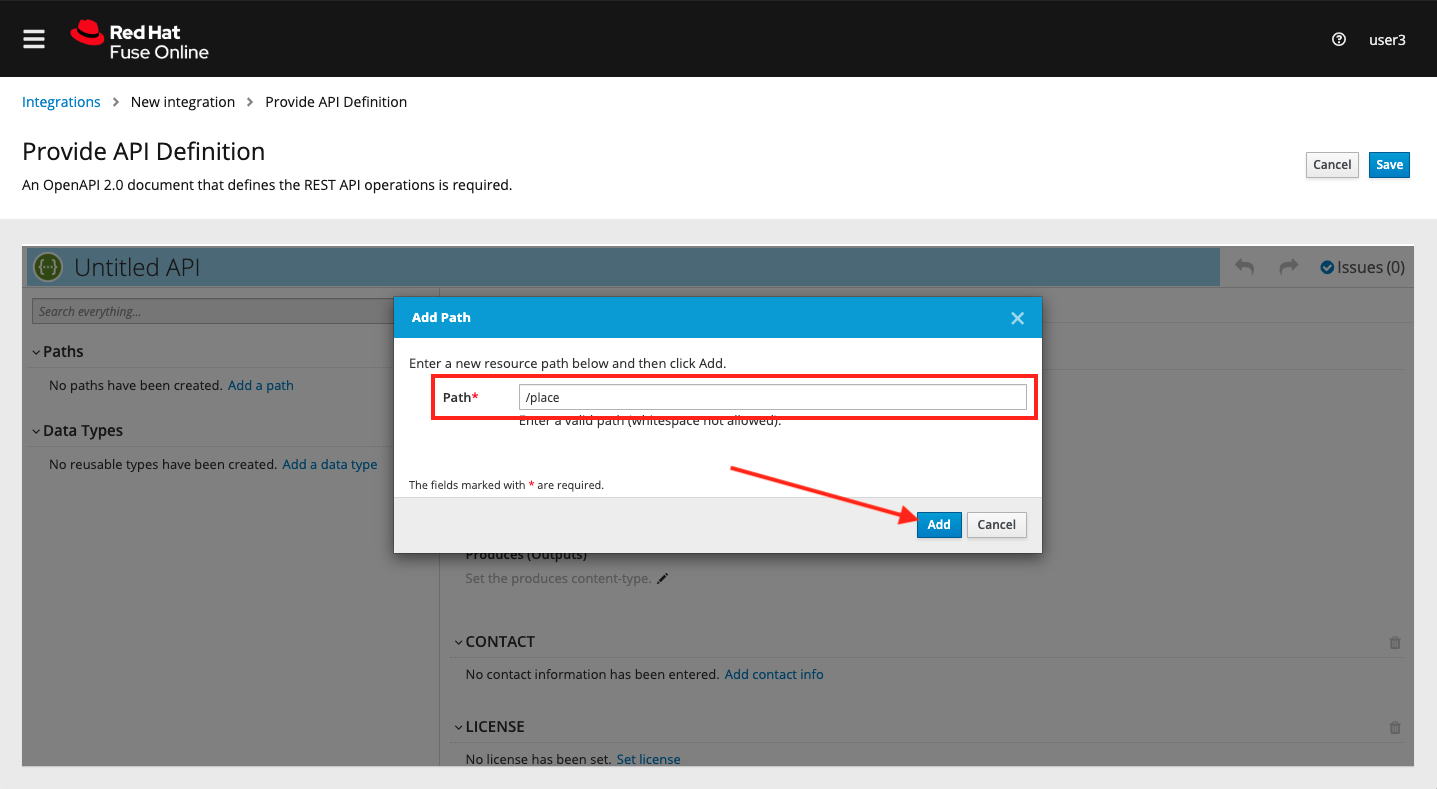 Red Hat
Fuse Online
user3
Integrations > New integration > Provide API Definition
Provide API Definition
An OpenAPI 2.0 document that defines the REST API operations is required.
Cancel Save
{···} Untitled API
Issues (0)
Search everything...
Paths
No paths have been created. Add a path
Data Types
No reusable types have been created. Add a data type
Add Path
Enter a new resource path below and then click Add.
Path* /place
Enter a valid path (whitespace not allowed).
The fields marked with * are required.
Add Cancel
Produces (Outputs)
Set the produces content-type.
CONTACT
No contact information has been entered. Add contact info
LICENSE
No license has been set. Set license